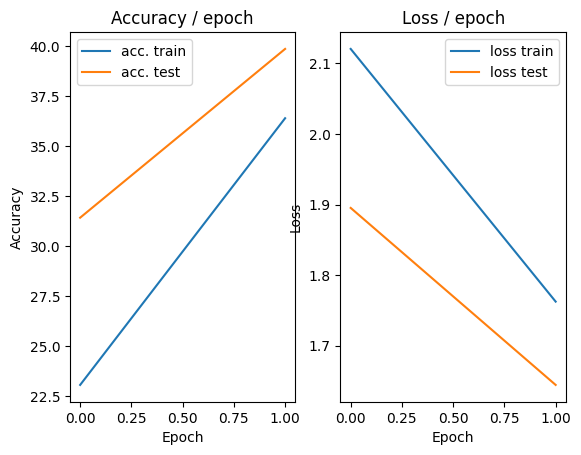 Accuracy / epoch
acc. train
acc. test
40.0
37.5
35.0
32.5
30.0
27.5
25.0
22.5
Accuracy
0.00 0.25 0.50 0.75 1.00
Epoch
Loss / epoch
loss train
loss test
2.1
2.0
1.9
1.8
1.7
Loss
0.00 0.25 0.50 0.75 1.00
Epoch